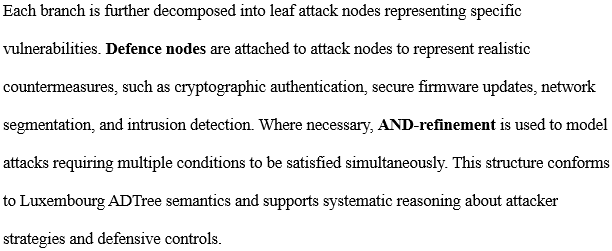 Each branch is further decomposed into leaf attack nodes representing specific
vulnerabilities. Defence nodes are attached to attack nodes to represent realistic
countermeasures, such as cryptographic authentication, secure firmware updates, network
segmentation, and intrusion detection. Where necessary, AND-refinement is used to model
attacks requiring multiple conditions to be satisfied simultaneously. This structure conforms
to Luxembourg ADTree semantics and supports systematic reasoning about attacker
strategies and defensive controls.